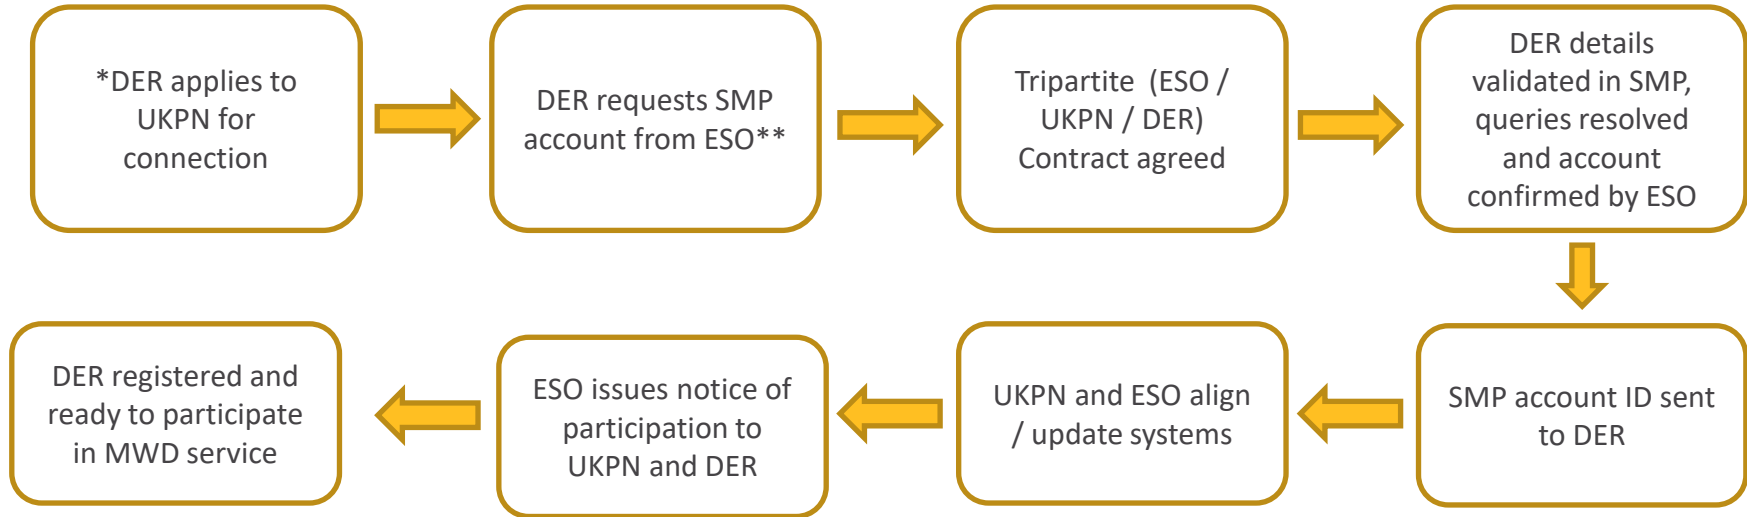 *DER applies to
UKPN for
connection
DER requests SMP
account from ESO**
Tripartite (ESO /
UKPN / DER)
Contract agreed
DER details
validated in SMP,
queries resolved
and account
confirmed by ESO
SMP account ID sent
to DER
UKPN and ESO align
/ update systems
ESO issues notice of
participation to
UKPN and DER
DER registered and
ready to participate
in MWD service